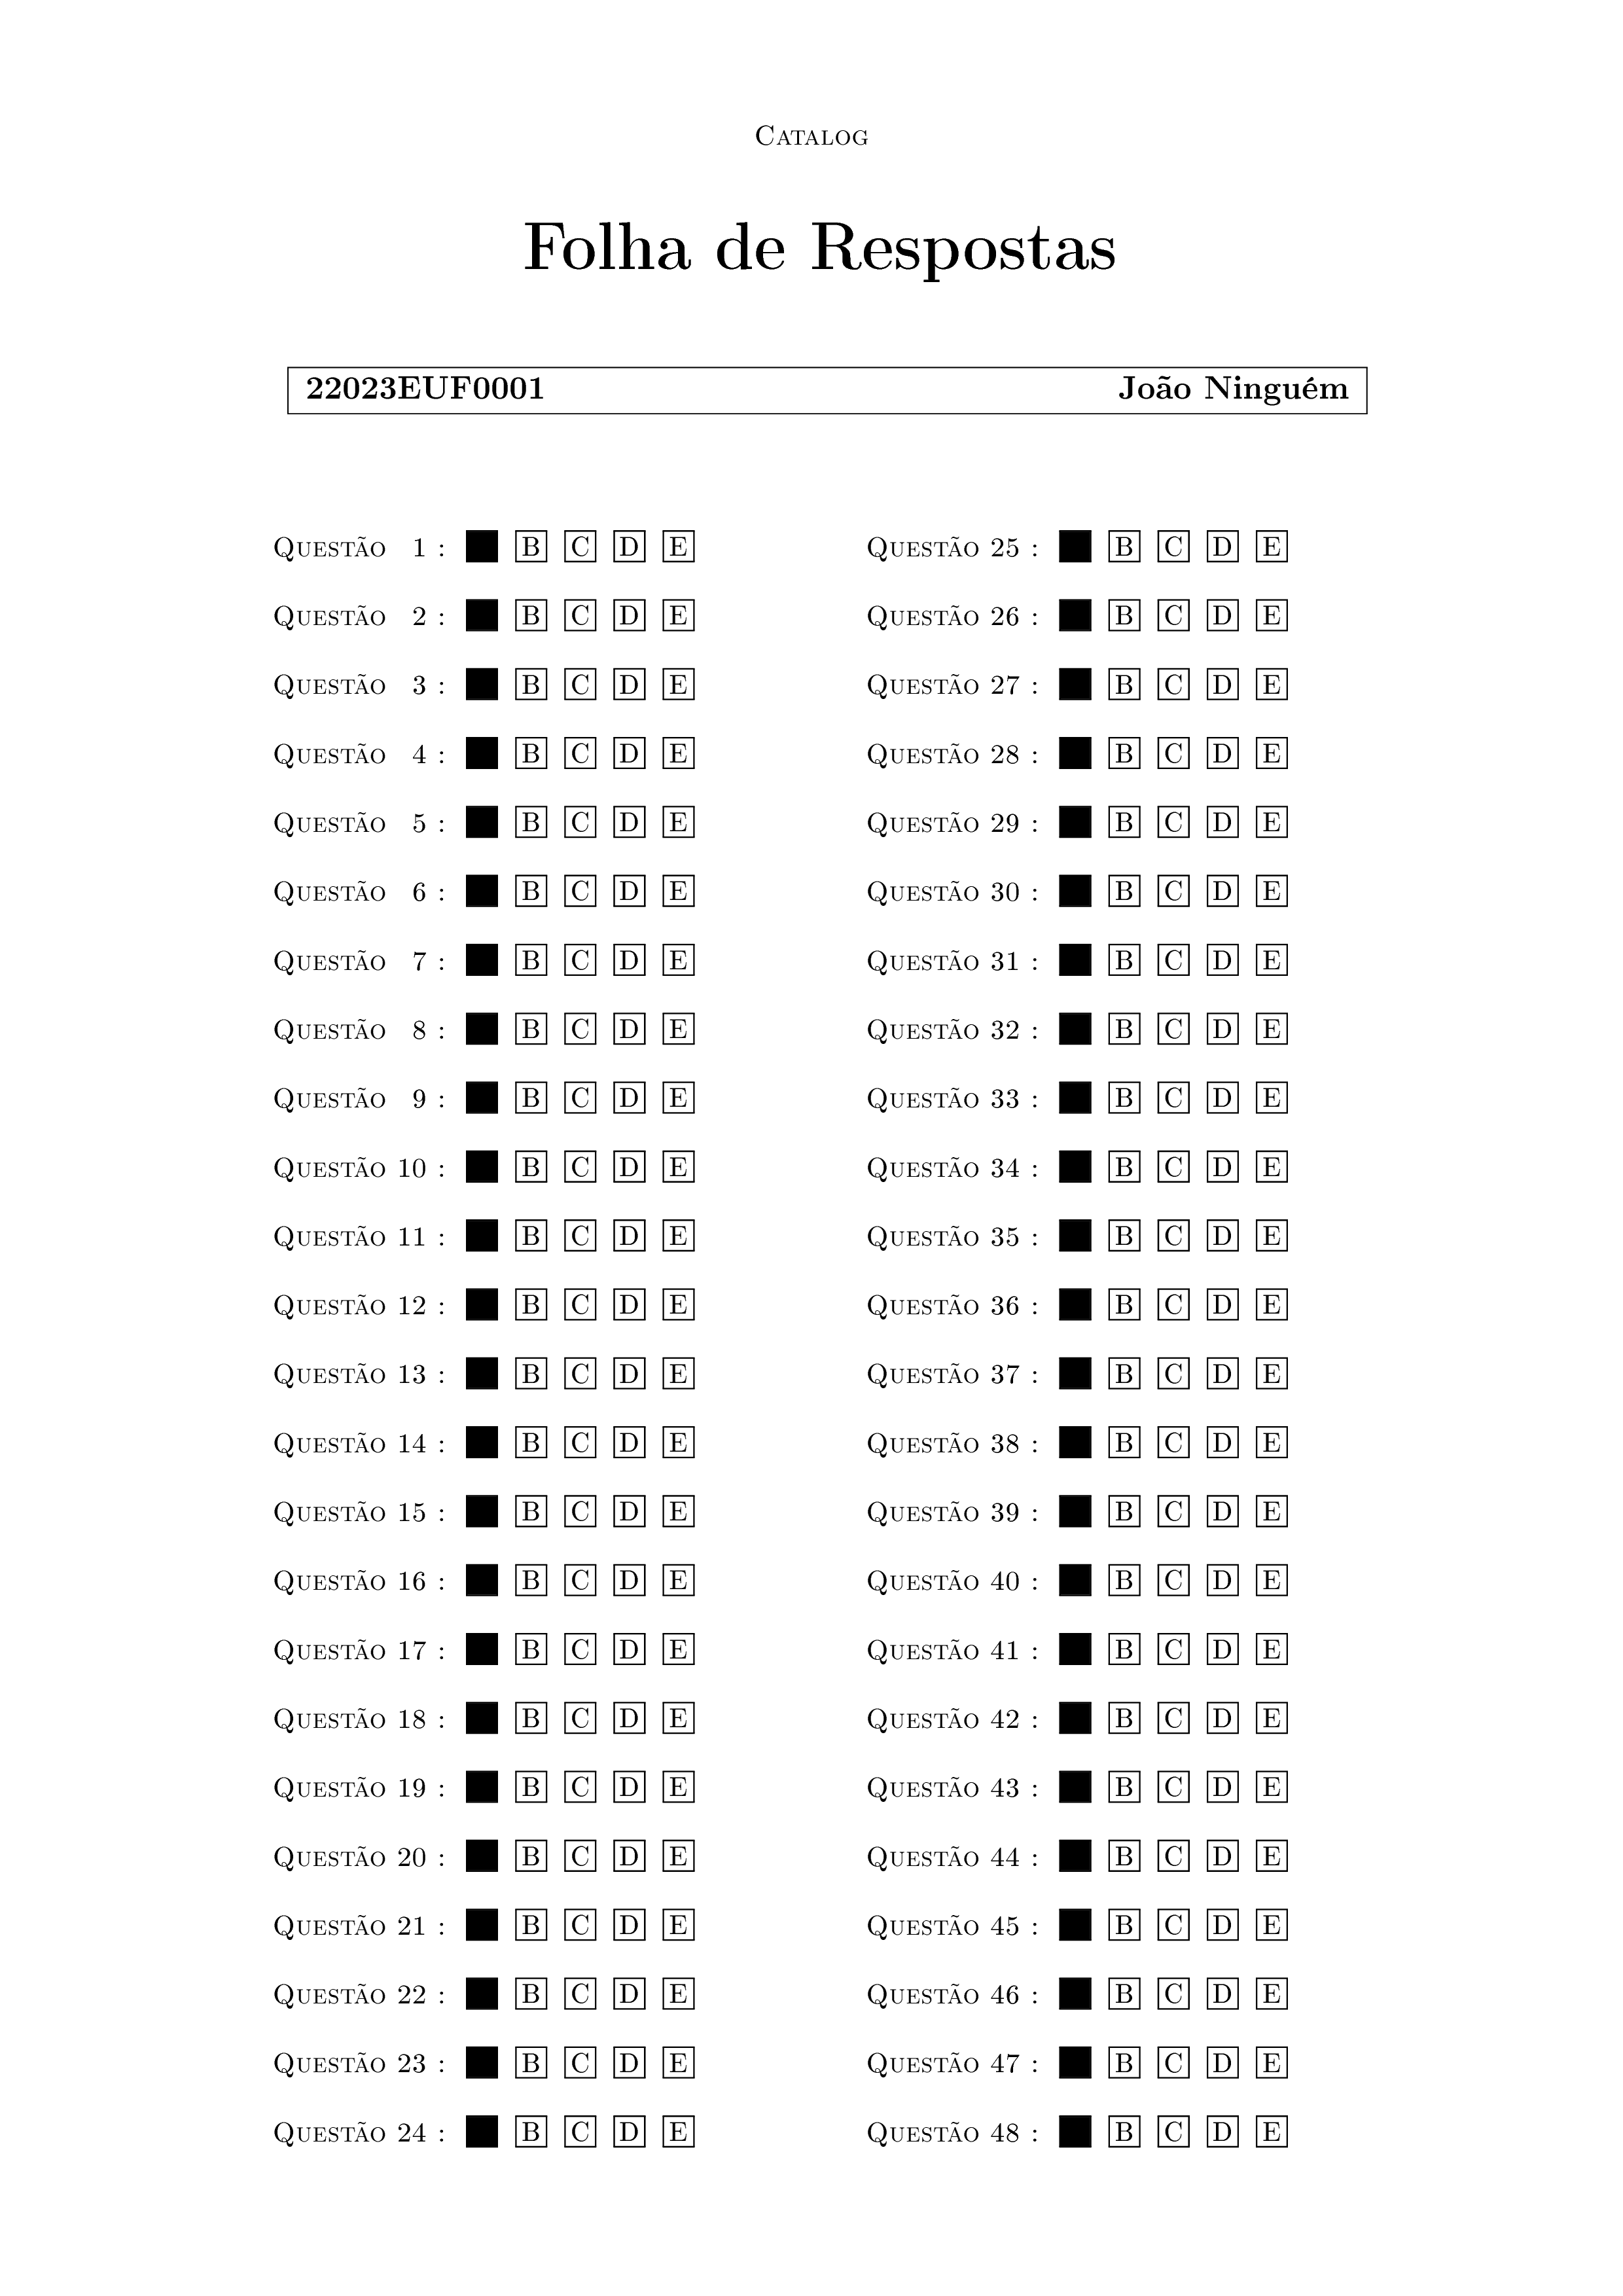 Catalog
Folha de Respostas
22023EUF0001 João Ninguém
Questão 1 : B C D E
Questão 2 : B C D E
Questão 3 : B C D E
Questão 4 : B C D E
Questão 5 : B C D E
Questão 6 : B C D E
Questão 7 : B C D E
Questão 8 : B C D E
Questão 9 : B C D E
Questão 10 : B C D E
Questão 11 : B C D E
Questão 12 : B C D E
Questão 13 : B C D E
Questão 14 : B C D E
Questão 15 : B C D E
Questão 16 : B C D E
Questão 17 : B C D E
Questão 18 : B C D E
Questão 19 : B C D E
Questão 20 : B C D E
Questão 21 : B C D E
Questão 22 : B C D E
Questão 23 : B C D E
Questão 24 : B C D E
Questão 25 : B C D E
Questão 26 : B C D E
Questão 27 : B C D E
Questão 28 : B C D E
Questão 29 : B C D E
Questão 30 : B C D E
Questão 31 : B C D E
Questão 32 : B C D E
Questão 33 : B C D E
Questão 34 : B C D E
Questão 35 : B C D E
Questão 36 : B C D E
Questão 37 : B C D E
Questão 38 : B C D E
Questão 39 : B C D E
Questão 40 : B C D E
Questão 41 : B C D E
Questão 42 : B C D E
Questão 43 : B C D E
Questão 44 : B C D E
Questão 45 : B C D E
Questão 46 : B C D E
Questão 47 : B C D E
Questão 48 : B C D E